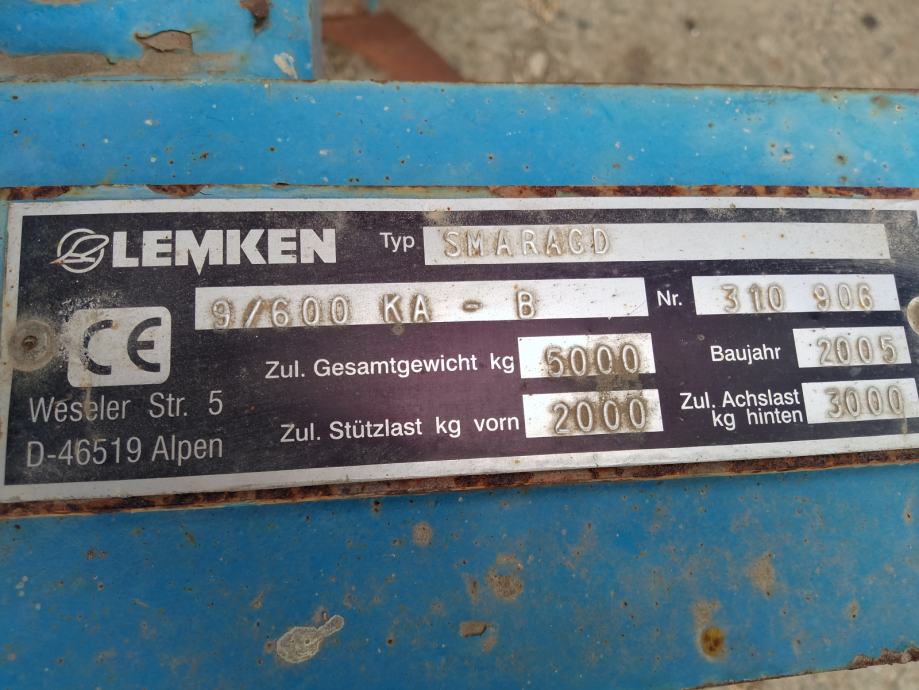 LEMKEN Typ SMARAGD
9/600 KA - B Nr. 310 906
CE Zul. Gesamtgewicht kg 5000 Baujahr 2005
Weseler Str. 5 Zul. Stützlast kg vorn 2000 Zul. Achslast kg hinten 3000
D-46519 Alpen